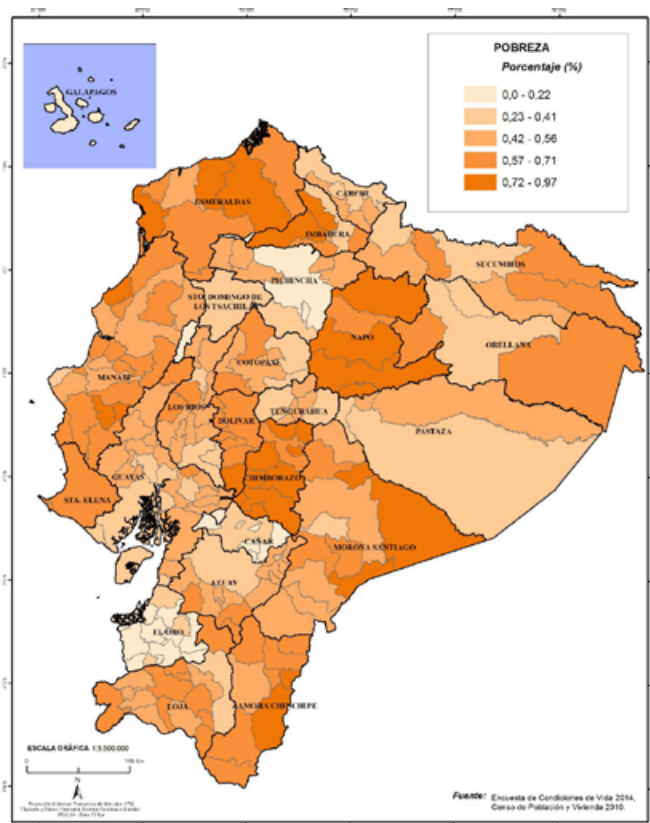 POBREZA
Porcentaje (%)
0,0 - 0,22
0,23 - 0,41
0,42 - 0,56
0,57 - 0,71
0,72 - 0,97
GALAPAGOS
ESMERALDAS
CARCHI
IMBABURA
SUCUMBIOS
PICHINCHA
STO. DOMINGO DE
LOS TSACHILAS
NAPO
ORELLANA
COTOPAXI
MANABI
LOS RIOS
BOLIVAR
TUNGURAHUA
PASTAZA
GUAYAS
CHIMBORAZO
STA. ELENA
CAÑAR
MORONA SANTIAGO
AZUAY
EL ORO
LOJA
ZAMORA CHINCHIPE
ESCALA GRÁFICA 1:3.500.000
0
N
Fuente: Encuesta de Condiciones de Vida 2014,
Censo de Población y Vivienda 2010.